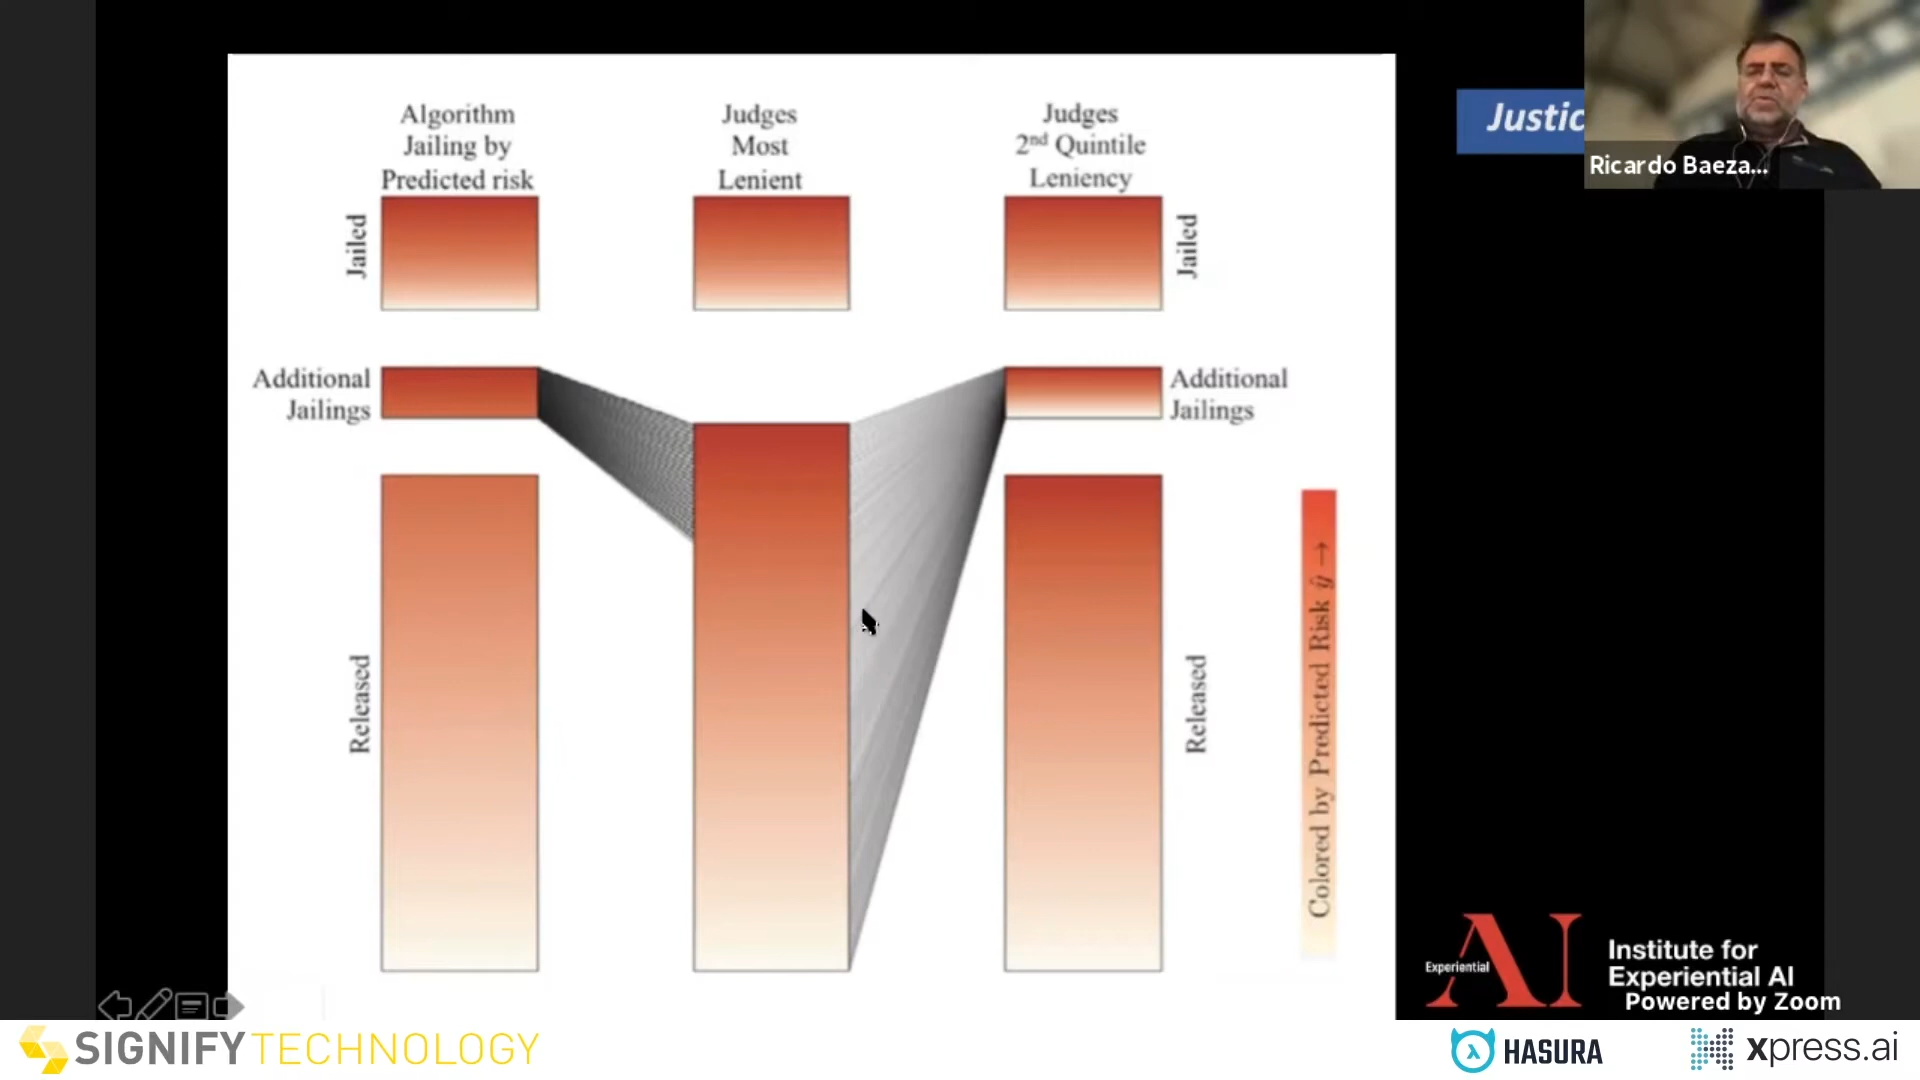 Algorithm
Jailing by
Predicted risk
Judges
Most
Lenient
Judges
2nd Quintile
Leniency
Justic
Ricardo Baeza...
Jailed
Jailed
Additional
Jailings
Additional
Jailings
Released
Released
Colored by Predicted Risk ŷ →
Experiential
AI
Institute for
Experiential AI
Powered by Zoom
SIGNIFY TECHNOLOGY
λ
HASURA
xpress.ai